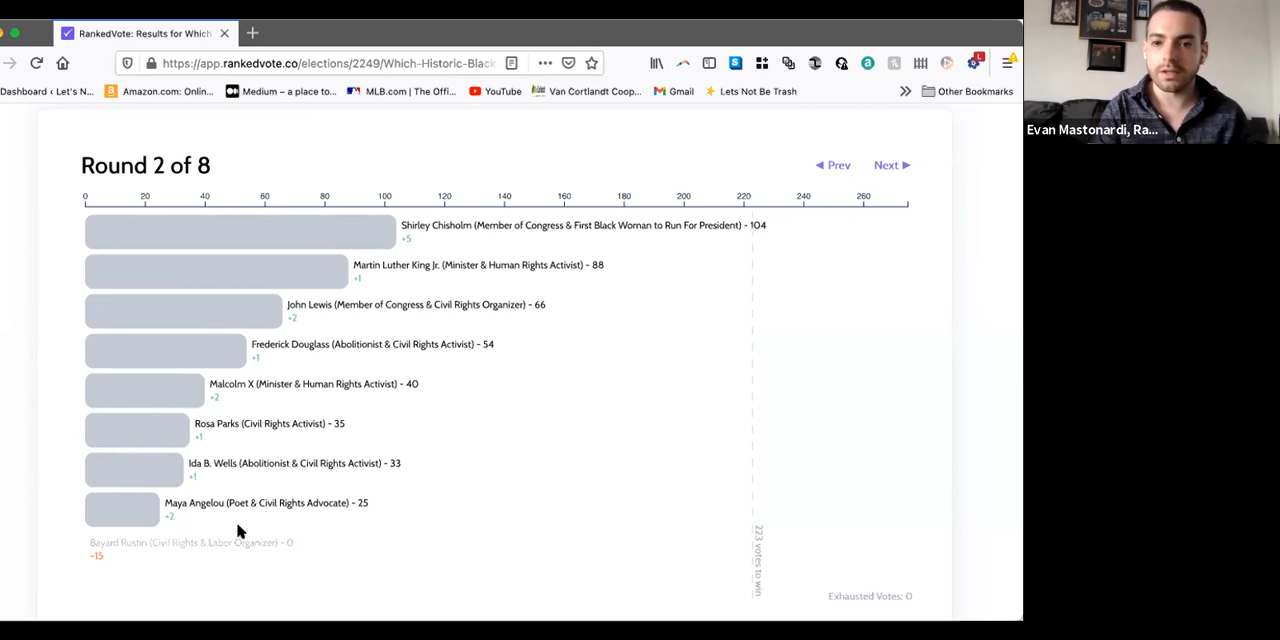 RankedVote: Results for Which
https://app.rankedvote.co/elections/2249/Which-Historic-Black
Dashboard ‹ Let's N...
Amazon.com: Onlin...
Medium – a place to...
MLB.com | The Offi...
YouTube
Van Cortlandt Coop...
Gmail
Lets Not Be Trash
Other Bookmarks
Evan Mastonardi, Ra...
Round 2 of 8
Prev
Next
0 20 40 60 80 100 120 140 160 180 200 220 240 260
Shirley Chisholm (Member of Congress & First Black Woman to Run For President) - 104
+5
Martin Luther King Jr. (Minister & Human Rights Activist) - 88
+1
John Lewis (Member of Congress & Civil Rights Organizer) - 66
+2
Frederick Douglass (Abolitionist & Civil Rights Activist) - 54
+1
Malcolm X (Minister & Human Rights Activist) - 40
+2
Rosa Parks (Civil Rights Activist) - 35
+1
Ida B. Wells (Abolitionist & Civil Rights Activist) - 33
+1
Maya Angelou (Poet & Civil Rights Advocate) - 25
+2
Bayard Rustin (Civil Rights & Labor Organizer) - 0
-15
223 votes to win
Exhausted Votes: 0